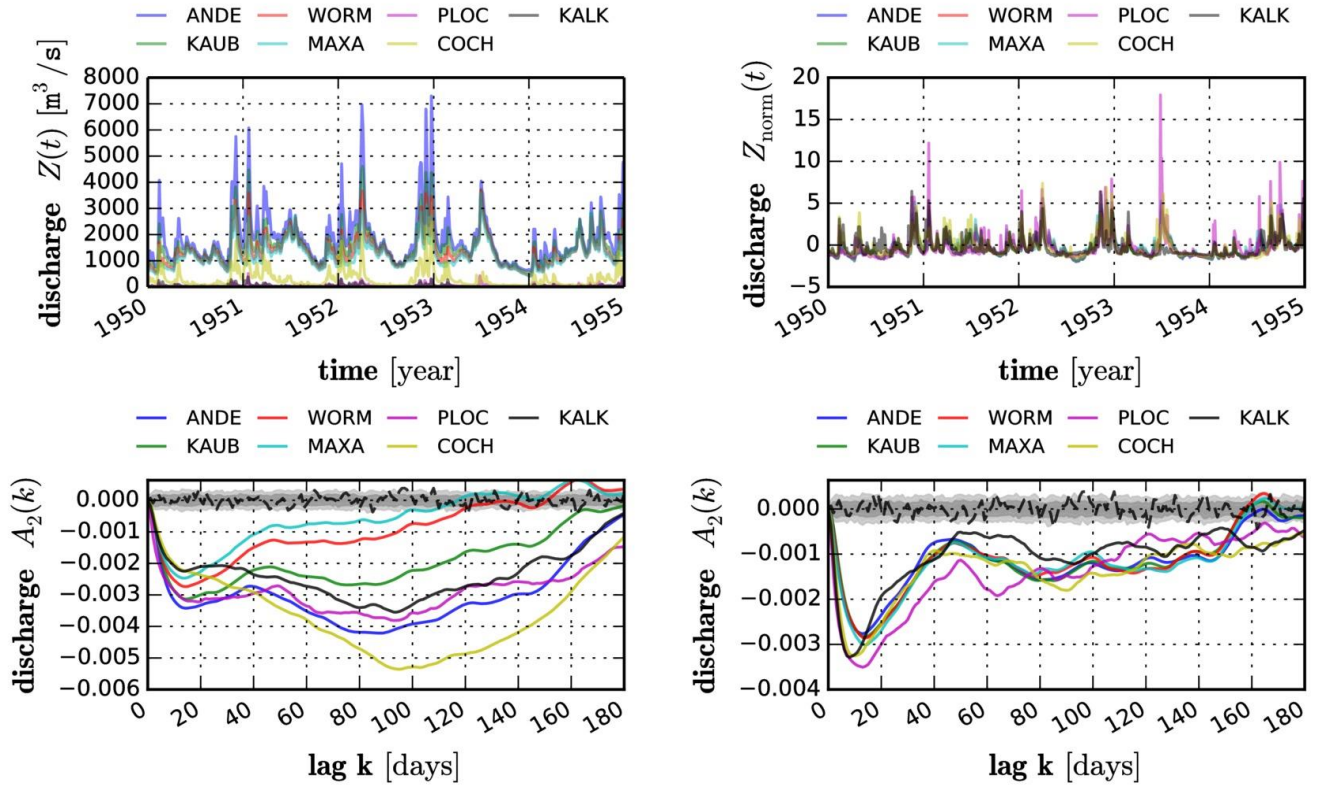 ANDE WORM PLOC KALK
KAUB MAXA COCH
discharge Z(t) [m³/s]
8000
7000
6000
5000
4000
3000
2000
1000
0
1950 1951 1952 1953 1954 1955
time [year]
ANDE WORM PLOC KALK
KAUB MAXA COCH
discharge Z_norm(t)
20
15
10
5
0
−5
1950 1951 1952 1953 1954 1955
time [year]
ANDE WORM PLOC KALK
KAUB MAXA COCH
discharge A₂(k)
0.000
−0.001
−0.002
−0.003
−0.004
−0.005
−0.006
0 20 40 60 80 100 120 140 160 180
lag k [days]
ANDE WORM PLOC KALK
KAUB MAXA COCH
discharge A₂(k)
0.000
−0.001
−0.002
−0.003
−0.004
0 20 40 60 80 100 120 140 160 180
lag k [days]